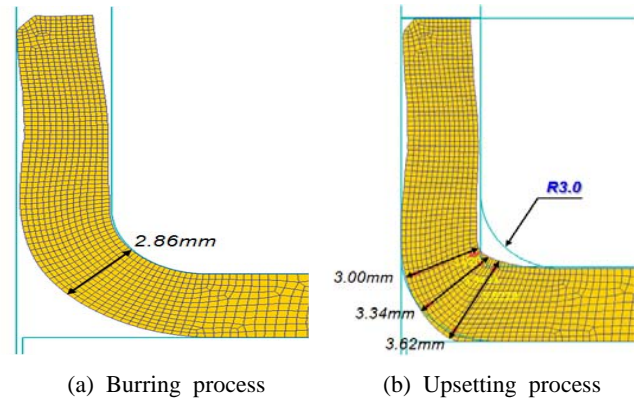 2.86mm
R3.0
3.00mm
3.34mm
3.62mm
(a) Burring process
(b) Upsetting process